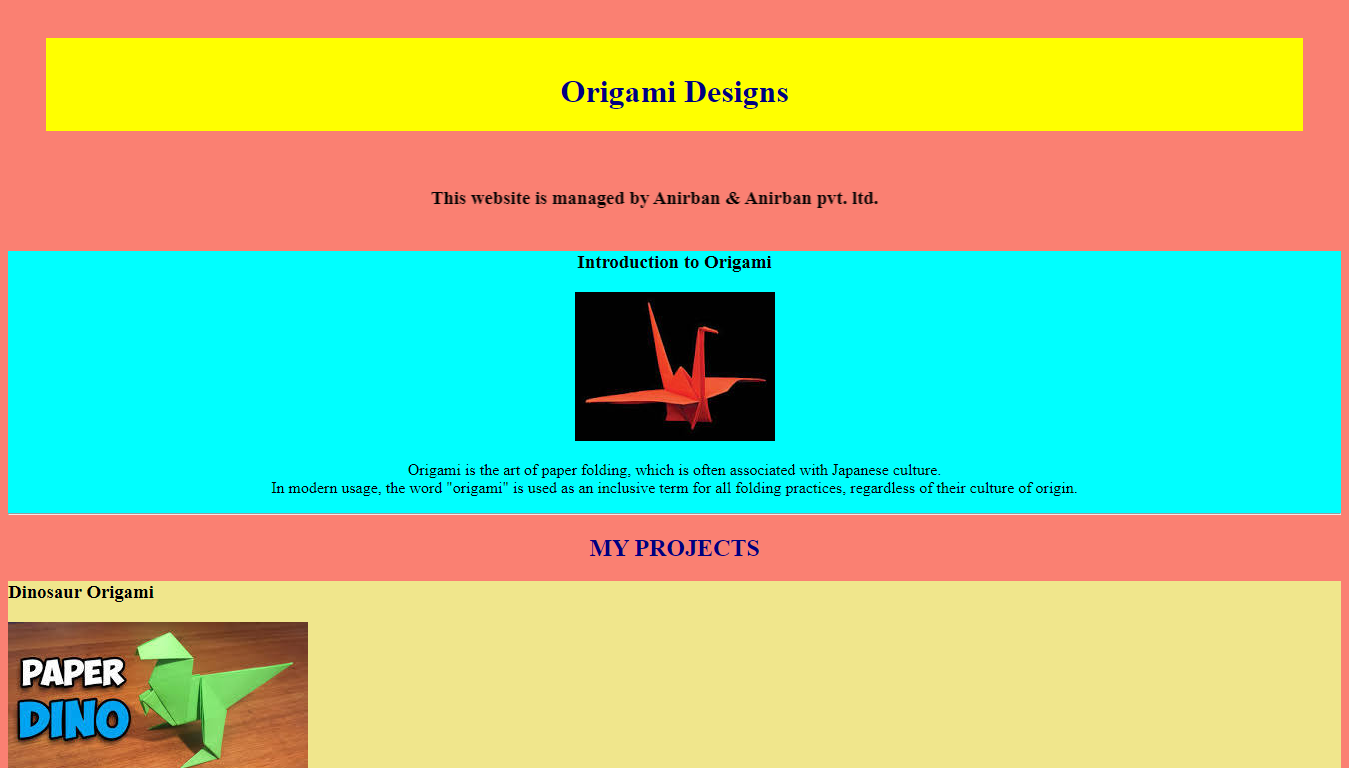 Origami Designs
This website is managed by Anirban & Anirban pvt. ltd.
Introduction to Origami
Origami is the art of paper folding, which is often associated with Japanese culture.
In modern usage, the word "origami" is used as an inclusive term for all folding practices, regardless of their culture of origin.
MY PROJECTS
Dinosaur Origami
PAPER
DINO